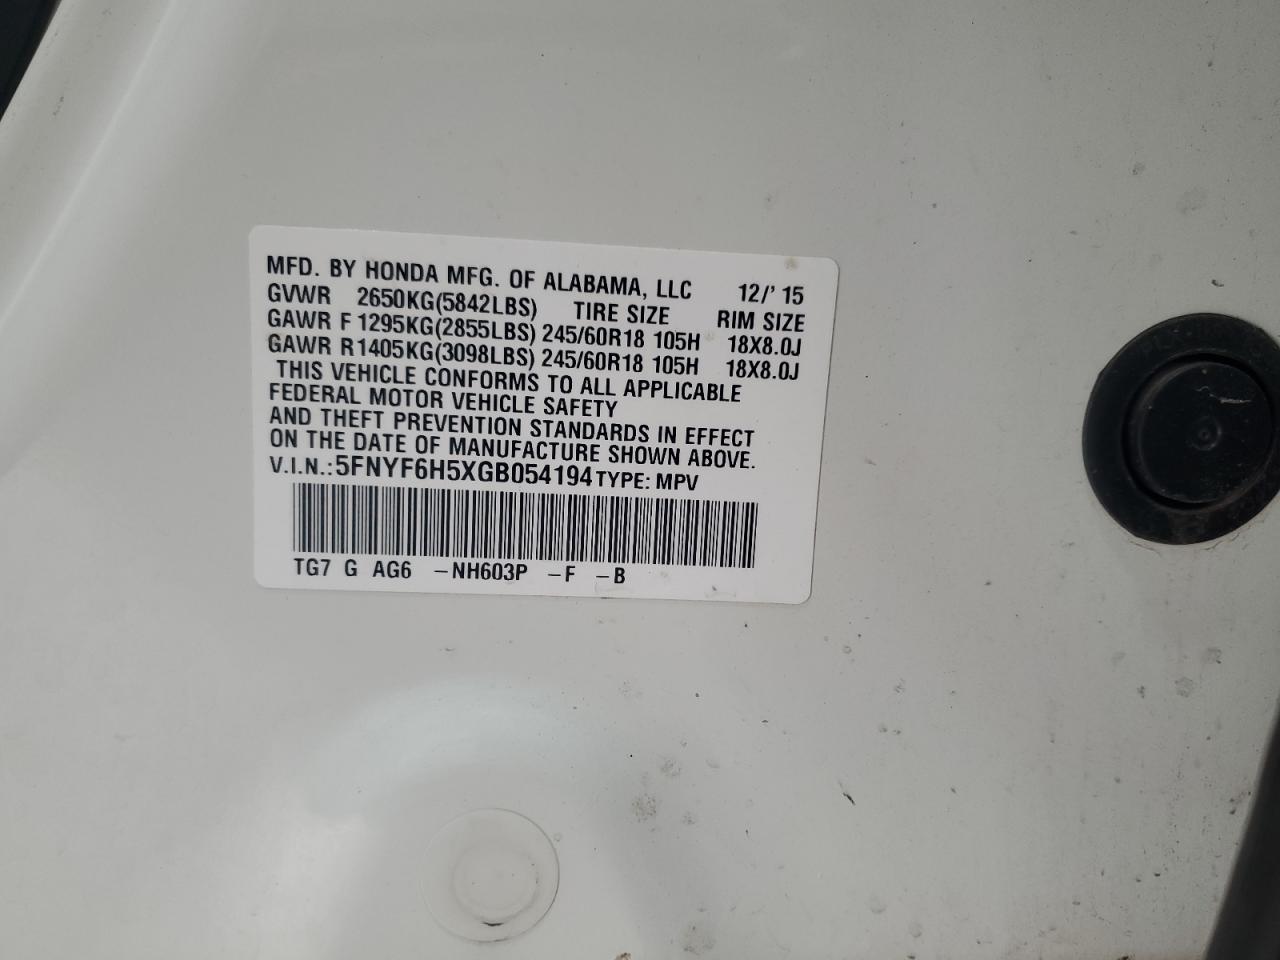 MFD. BY HONDA MFG. OF ALABAMA, LLC 12/'15
GVWR 2650KG(5842LBS) TIRE SIZE RIM SIZE
GAWR F 1295KG(2855LBS) 245/60R18 105H 18X8.0J
GAWR R1405KG(3098LBS) 245/60R18 105H 18X8.0J
THIS VEHICLE CONFORMS TO ALL APPLICABLE
FEDERAL MOTOR VEHICLE SAFETY
AND THEFT PREVENTION STANDARDS IN EFFECT
ON THE DATE OF MANUFACTURE SHOWN ABOVE.
V.I.N.:5FNYF6H5XGB054194 TYPE: MPV
TG7 G AG6 -NH603P -F -B